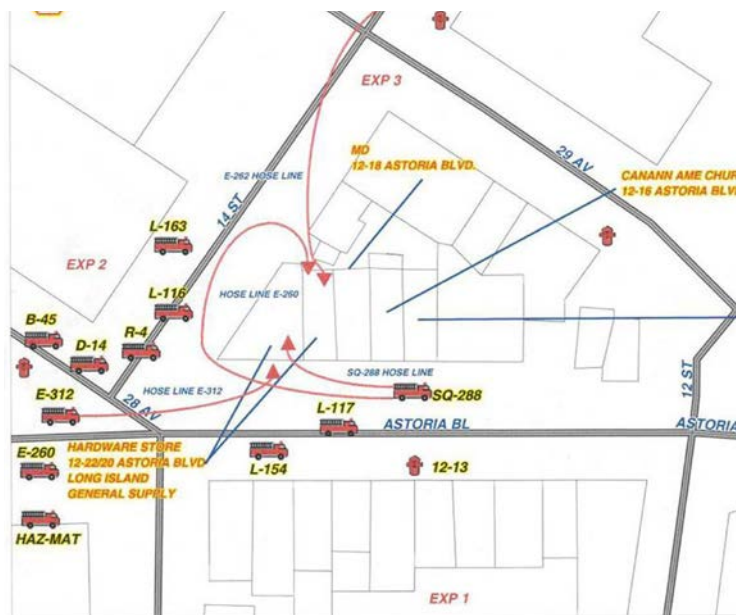 EXP 3
MD
12-18 ASTORIA BLVD.
29 AV
CANANN AME CHUR
12-16 ASTORIA BLV
E-262 HOSE LINE
14 ST
L-163
EXP 2
L-116
HOSE LINE E-260
B-45
R-4
D-14
12 ST
SQ-288 HOSE LINE
HOSE LINE E-312
E-312
28 AV
SQ-288
L-117
ASTORIA BL
ASTORIA
E-260
HARDWARE STORE
12-22/20 ASTORIA BLVD
LONG ISLAND
GENERAL SUPPLY
L-154
12-13
HAZ-MAT
EXP 1